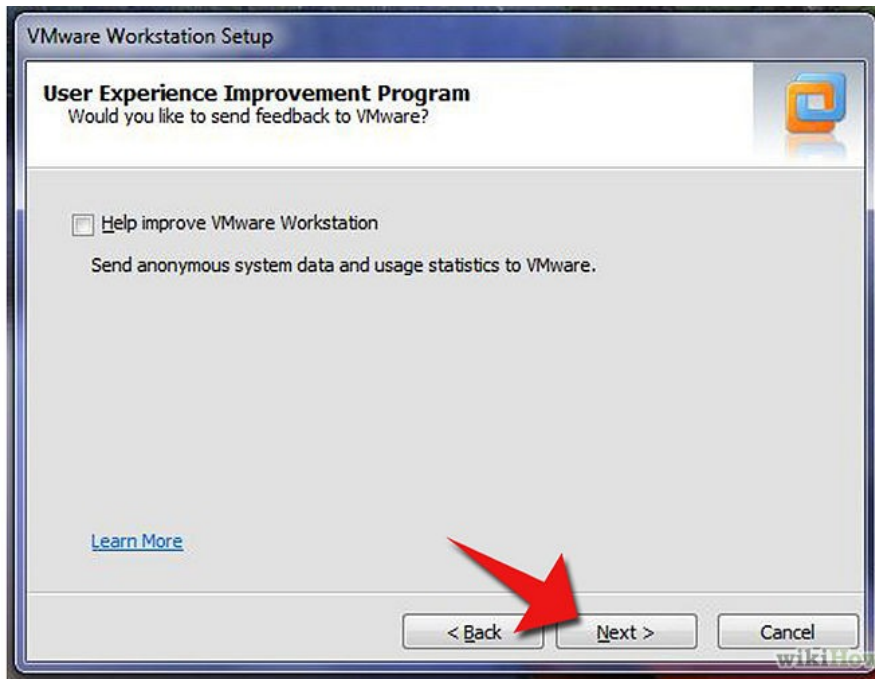 VMware Workstation Setup
User Experience Improvement Program
Would you like to send feedback to VMware?
Help improve VMware Workstation
Send anonymous system data and usage statistics to VMware.
Learn More
< Back
Next >
Cancel
wikiHow